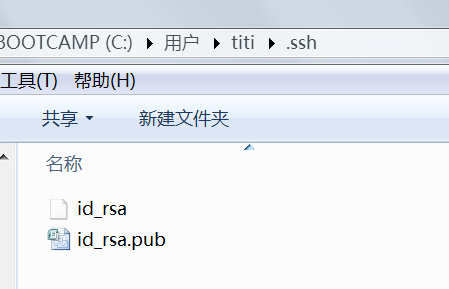 BOOTCAMP (C:) ▶ 用户 ▶ titi ▶ .ssh
工具(T) 帮助(H)
共享 新建文件夹
名称
id_rsa
id_rsa.pub